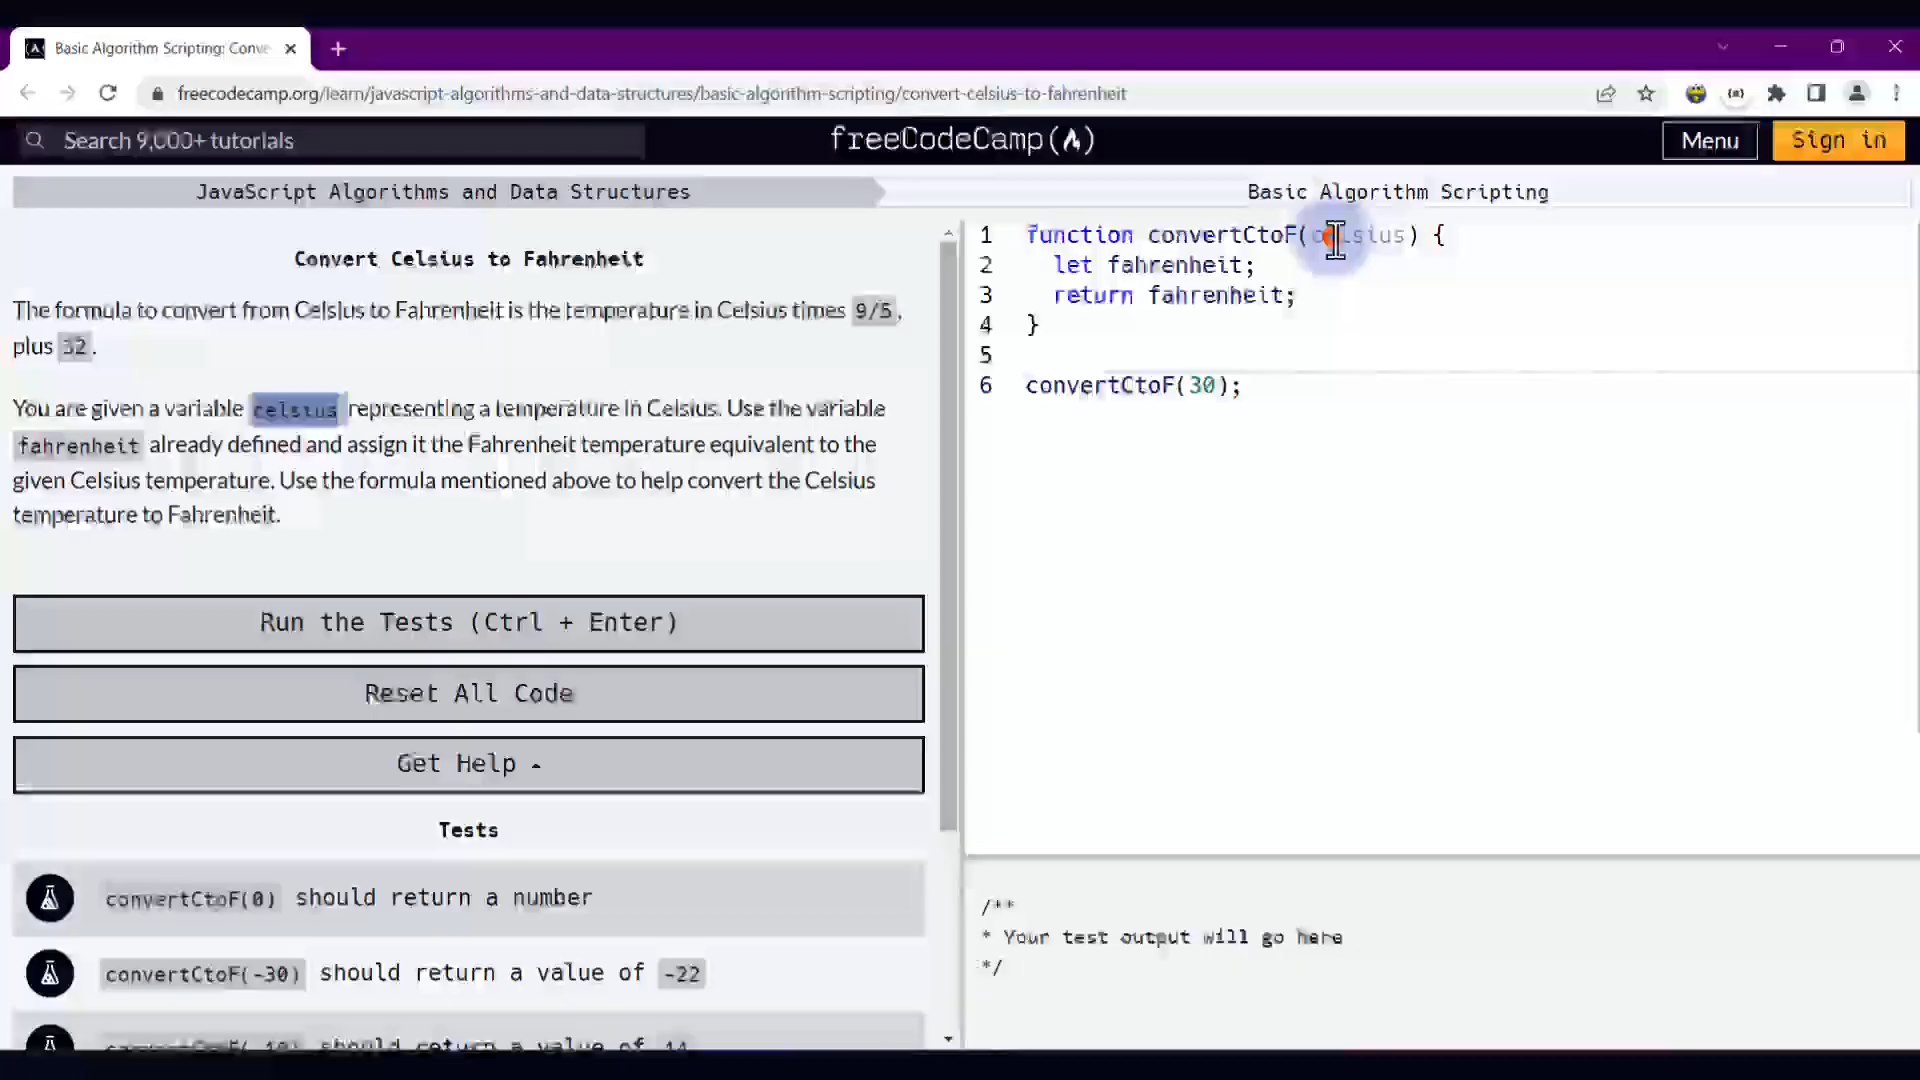 Basic Algorithm Scripting: Conve
freecodecamp.org/learn/javascript-algorithms-and-data-structures/basic-algorithm-scripting/convert-celsius-to-fahrenheit
Search 9,000+ tutorials
freeCodeCamp(🔥)
Menu
Sign in
JavaScript Algorithms and Data Structures
Basic Algorithm Scripting
Convert Celsius to Fahrenheit
The formula to convert from Celsius to Fahrenheit is the temperature in Celsius times 9/5,
plus 32.
You are given a variable celsius representing a temperature in Celsius. Use the variable
fahrenheit already defined and assign it the Fahrenheit temperature equivalent to the
given Celsius temperature. Use the formula mentioned above to help convert the Celsius
temperature to Fahrenheit.
Run the Tests (Ctrl + Enter)
Reset All Code
Get Help
Tests
convertCtoF(0) should return a number
convertCtoF(-30) should return a value of -22
convertCtoF(-10) should return a value of 14
1 function convertCtoF(celsius) {
2 let fahrenheit;
3 return fahrenheit;
4 }
5
6 convertCtoF(30);
/**
* Your test output will go here
*/